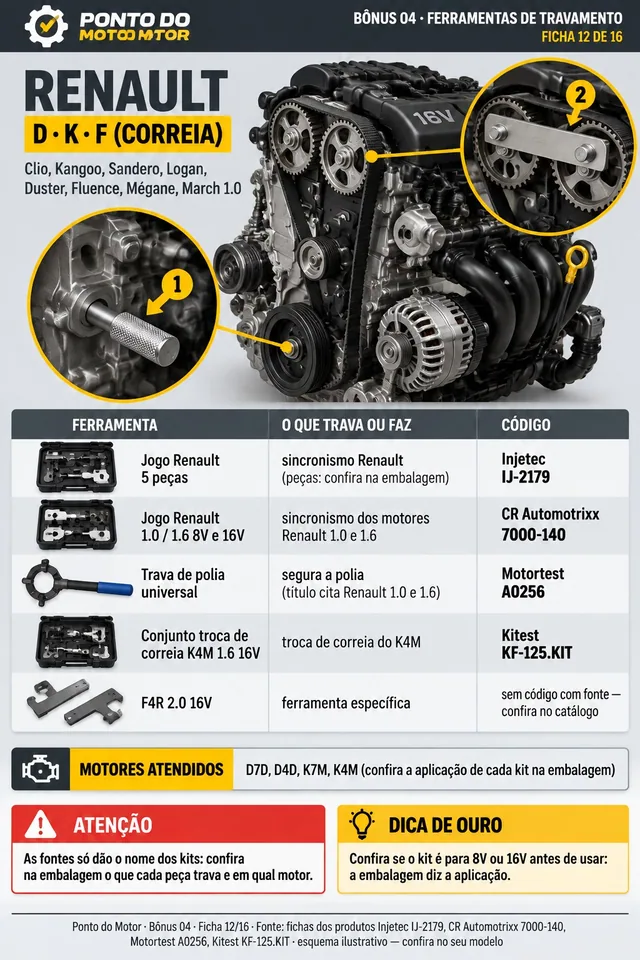 PONTO DO
MOTOO MTOR
BÔNUS 04 · FERRAMENTAS DE TRAVAMENTO
FICHA 12 DE 16
RENAULT
D · K · F (CORREIA)
Clio, Kangoo, Sandero, Logan,
Duster, Fluence, Mégane, March 1.0
16V
2
1
FERRAMENTA O QUE TRAVA OU FAZ CÓDIGO
Jogo Renault
5 peças
sincronismo Renault
(peças: confira na embalagem)
Injetec
IJ-2179
Jogo Renault
1.0 / 1.6 8V e 16V
sincronismo dos motores
Renault 1.0 e 1.6
CR Automotrixx
7000-140
Trava de polia
universal
segura a polia
(título cita Renault 1.0 e 1.6)
Motortest
A0256
Conjunto troca de
correia K4M 1.6 16V
troca de correia do K4M
Kitest
KF-125.KIT
F4R 2.0 16V
ferramenta específica
sem código com fonte —
confira no catálogo
MOTORES ATENDIDOS
D7D, D4D, K7M, K4M (confira a aplicação de cada kit na embalagem)
ATENÇÃO
As fontes só dão o nome dos kits: confira
na embalagem o que cada peça trava e em qual motor.
DICA DE OURO
Confira se o kit é para 8V ou 16V antes de usar:
a embalagem diz a aplicação.
Ponto do Motor · Bônus 04 · Ficha 12/16 · Fonte: fichas dos produtos Injetec IJ-2179, CR Automotrixx 7000-140,
Motortest A0256, Kitest KF-125.KIT · esquema ilustrativo — confira no seu modelo